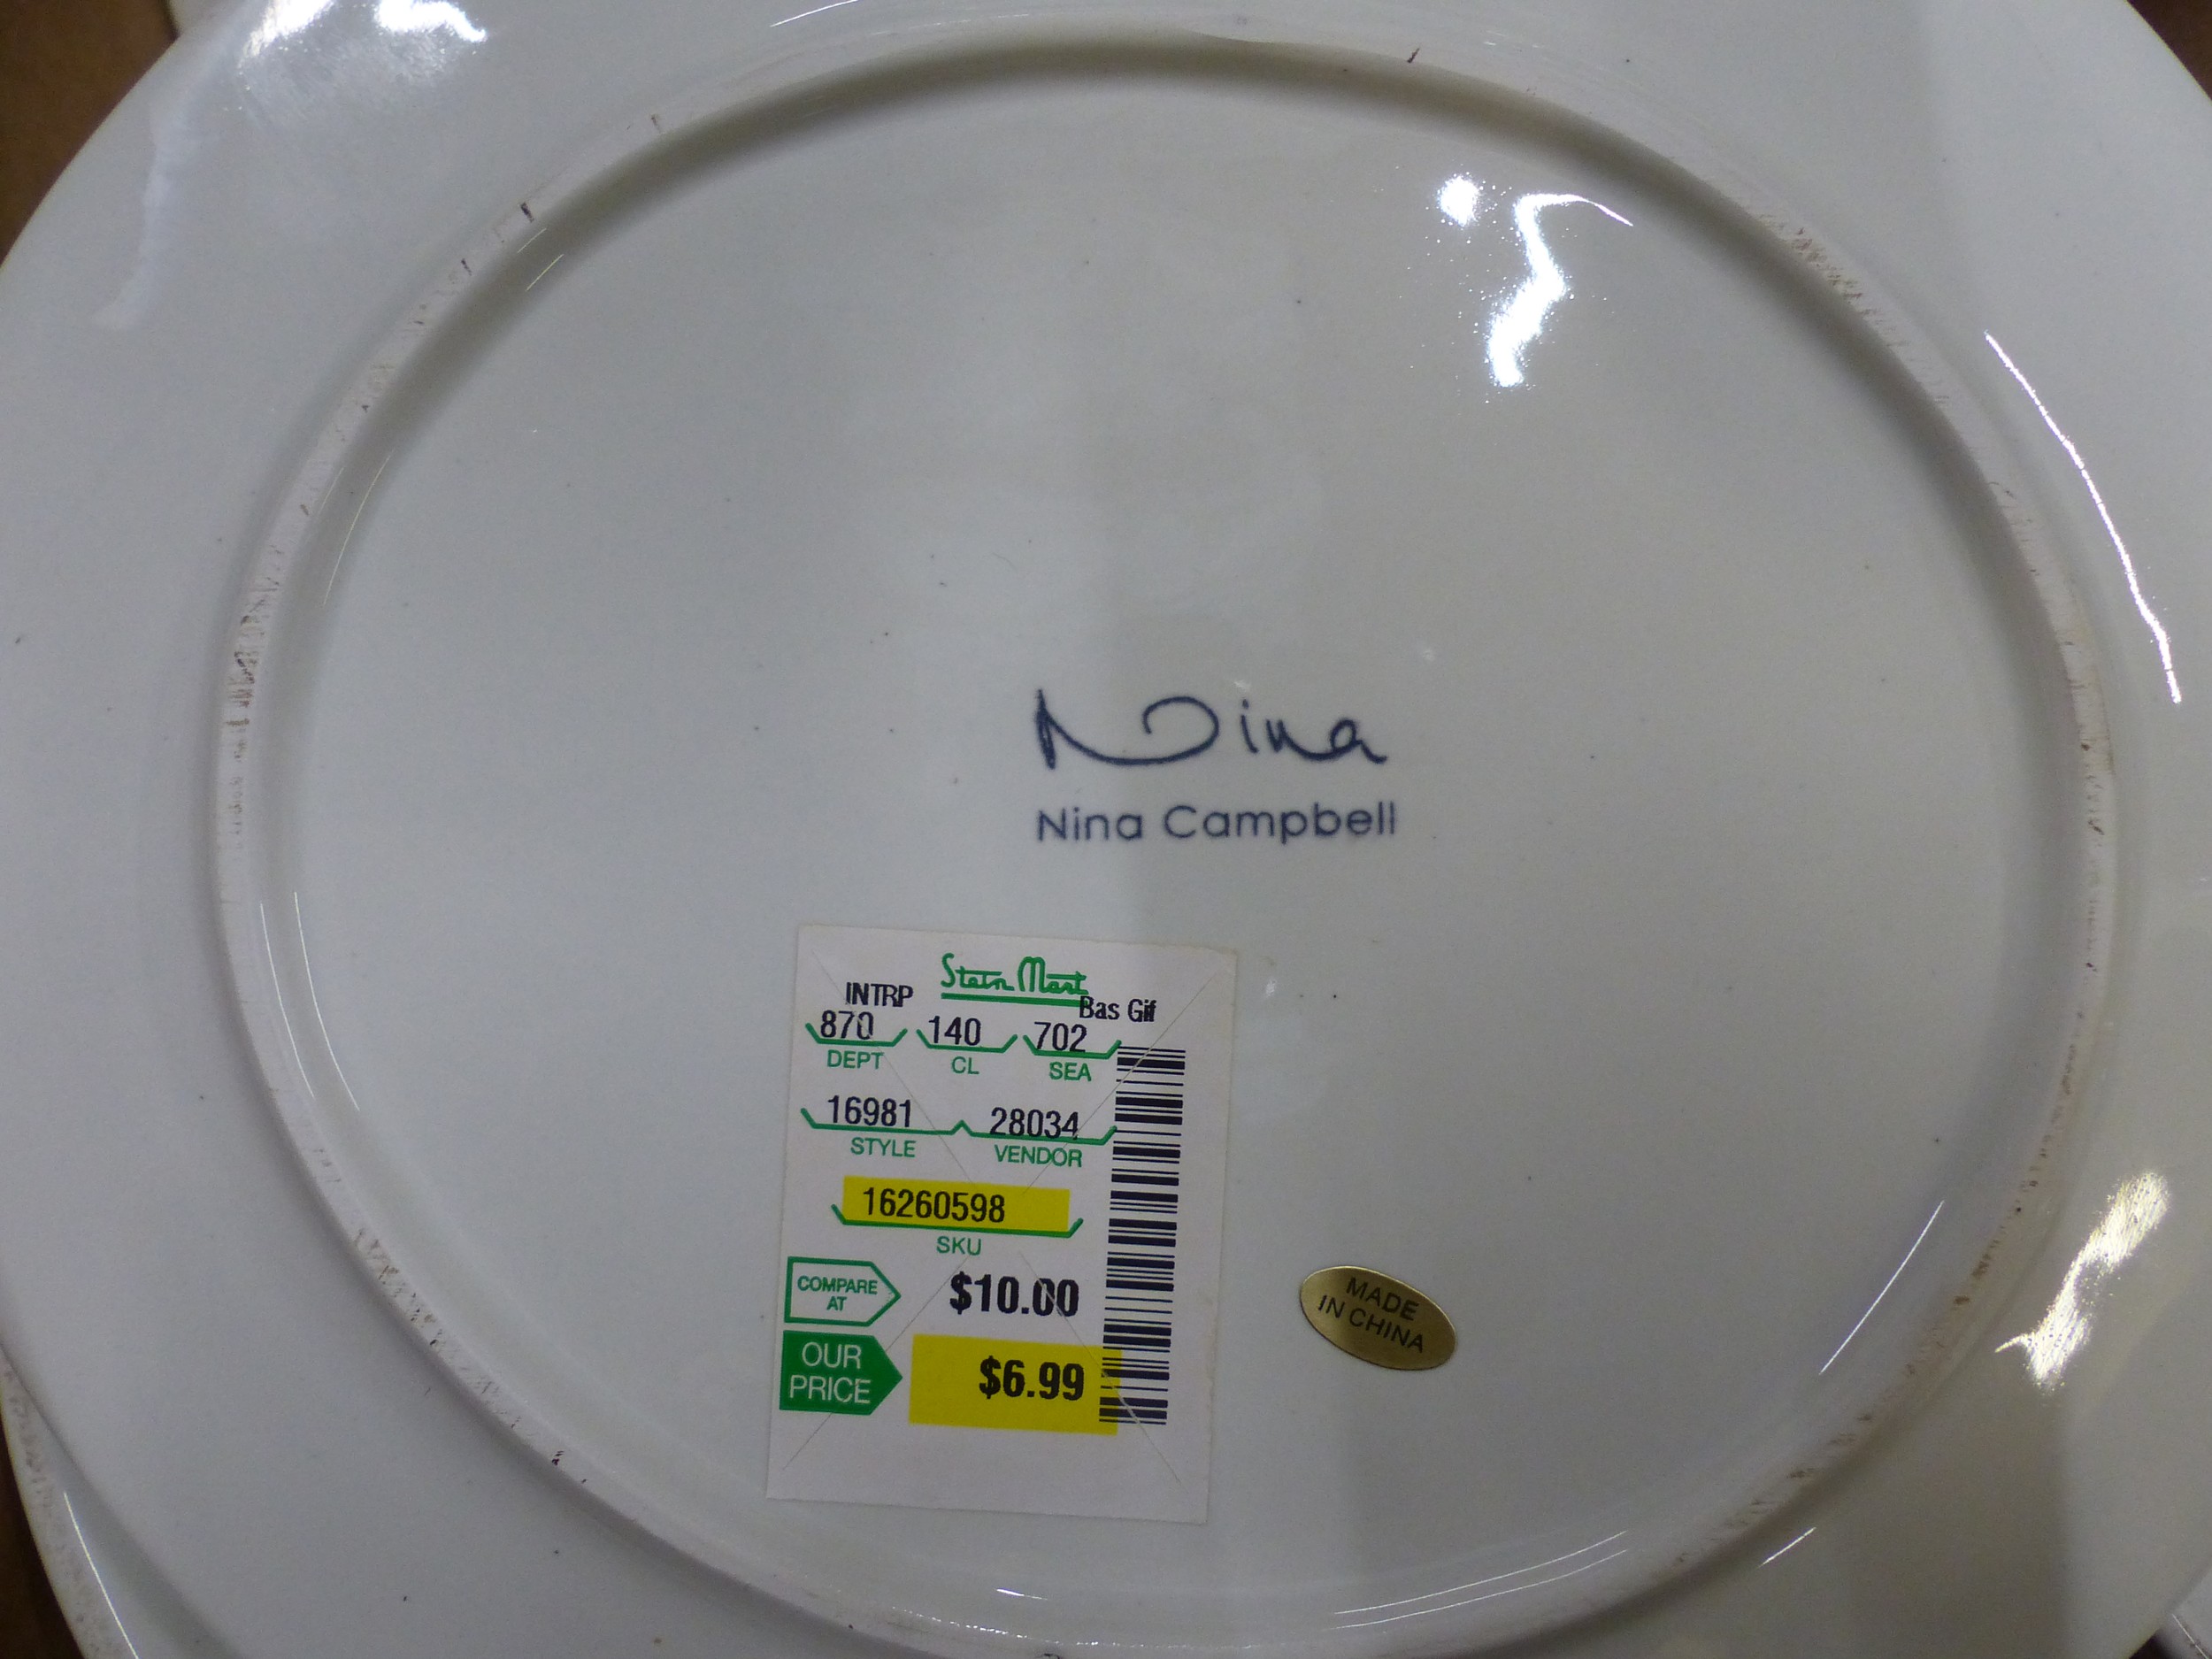 Nina
Nina Campbell
Stein Mart
INTRP Bas Gif
870 140 702
DEPT CL SEA
16981 28034
STYLE VENDOR
16260598
SKU
COMPARE AT $10.00
OUR PRICE $6.99
MADE
IN CHINA